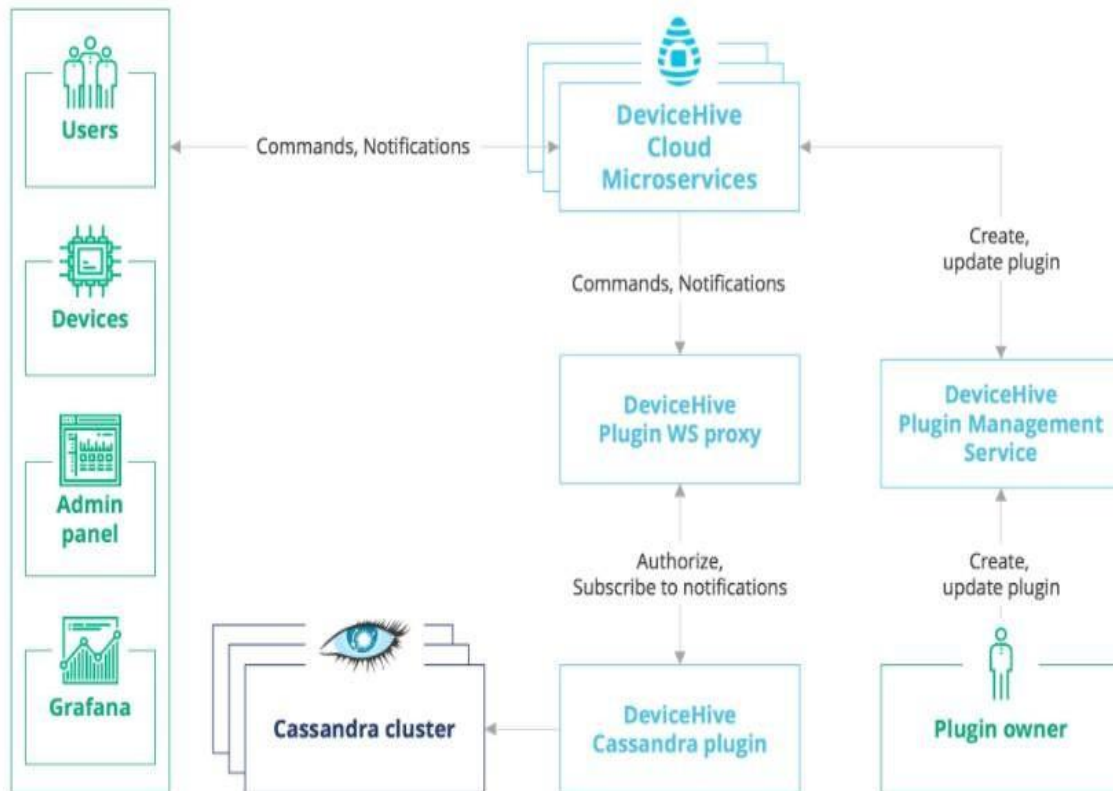 Users
Devices
Admin
panel
Grafana
Commands, Notifications
DeviceHive
Cloud
Microservices
Commands, Notifications
Create,
update plugin
DeviceHive
Plugin WS proxy
DeviceHive
Plugin Management
Service
Authorize,
Subscribe to notifications
Create,
update plugin
Cassandra cluster
DeviceHive
Cassandra plugin
Plugin owner